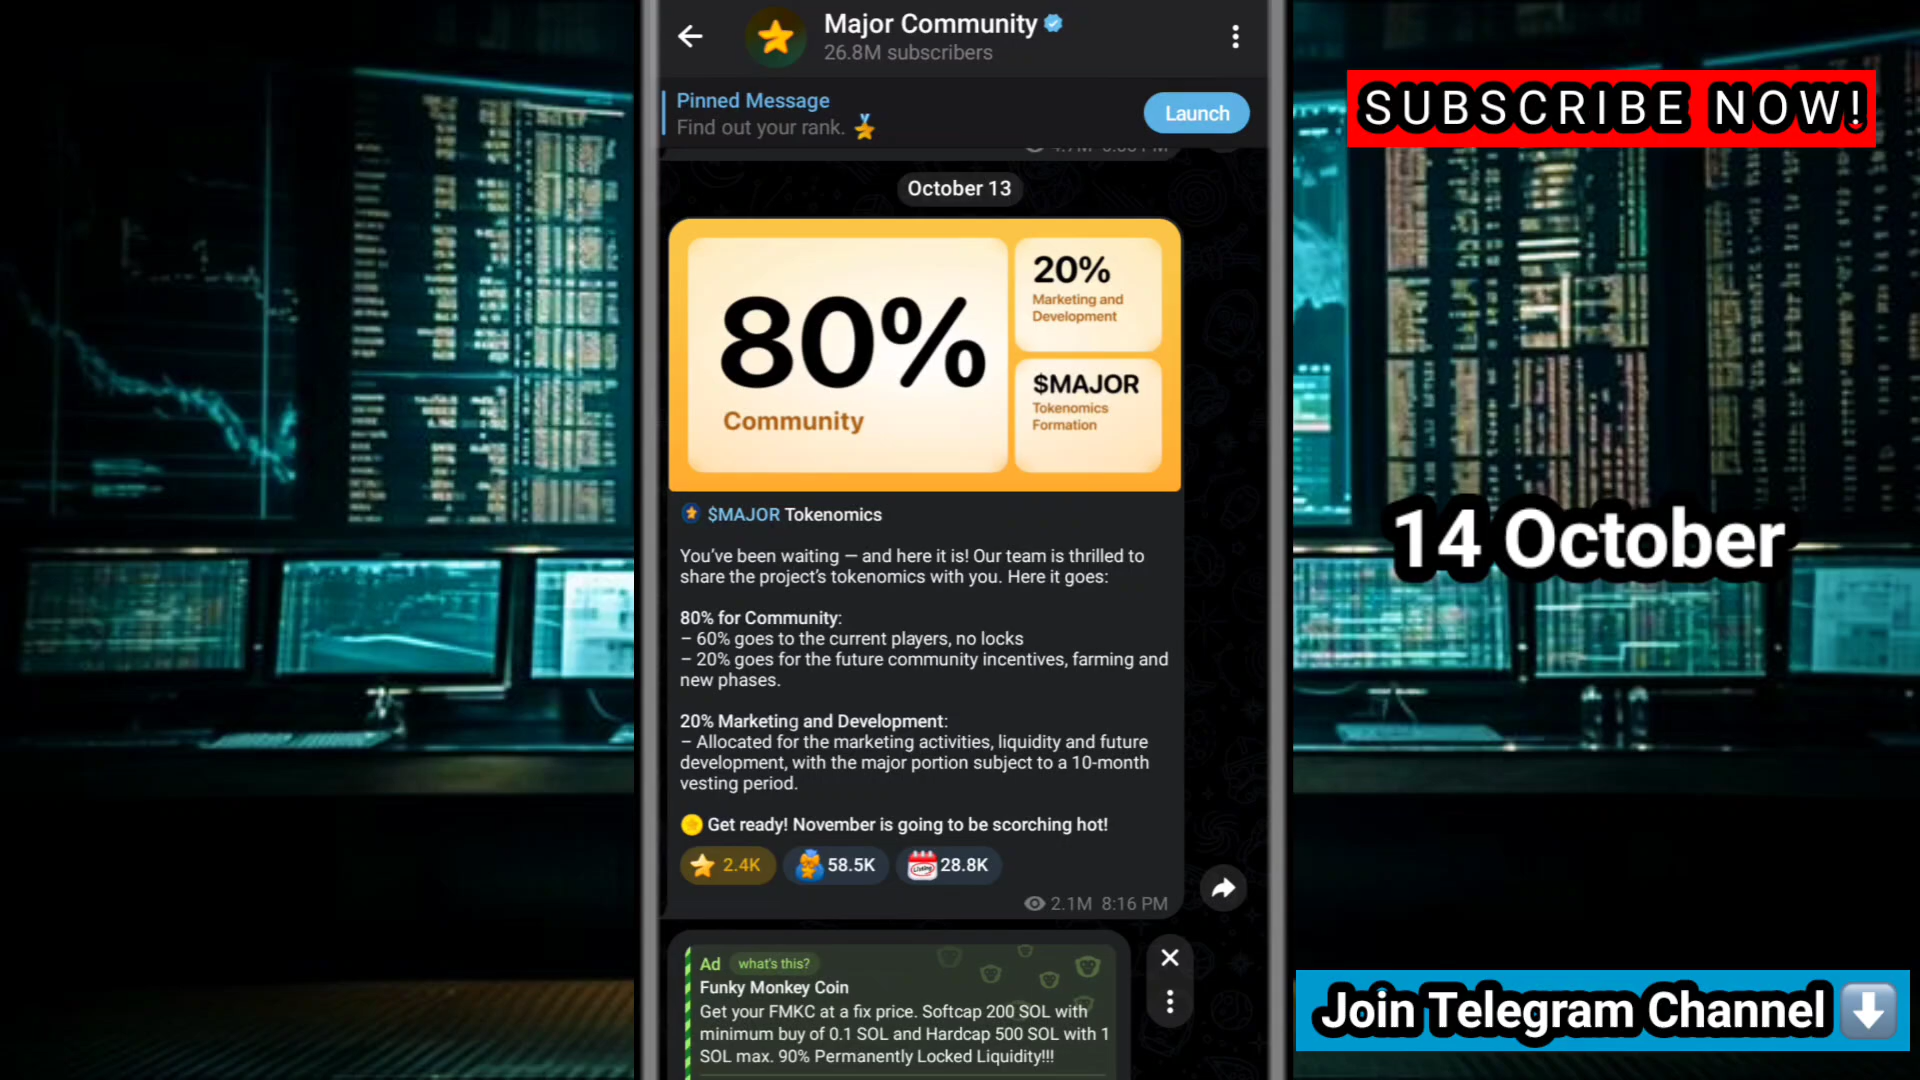 Major Community
26.8M subscribers
Pinned Message
Find out your rank.
Launch
October 13
80%
Community
20%
Marketing and
Development
$MAJOR
Tokenomics
Formation
$MAJOR Tokenomics
You've been waiting — and here it is! Our team is thrilled to
share the project's tokenomics with you. Here it goes:
80% for Community:
– 60% goes to the current players, no locks
– 20% goes for the future community incentives, farming and
new phases.
20% Marketing and Development:
– Allocated for the marketing activities, liquidity and future
development, with the major portion subject to a 10-month
vesting period.
Get ready! November is going to be scorching hot!
2.4K 58.5K 28.8K
2.1M 8:16 PM
Ad what's this?
Funky Monkey Coin
Get your FMKC at a fix price. Softcap 200 SOL with
minimum buy of 0.1 SOL and Hardcap 500 SOL with 1
SOL max. 90% Permanently Locked Liquidity!!!
SUBSCRIBE NOW!
14 October
Join Telegram Channel